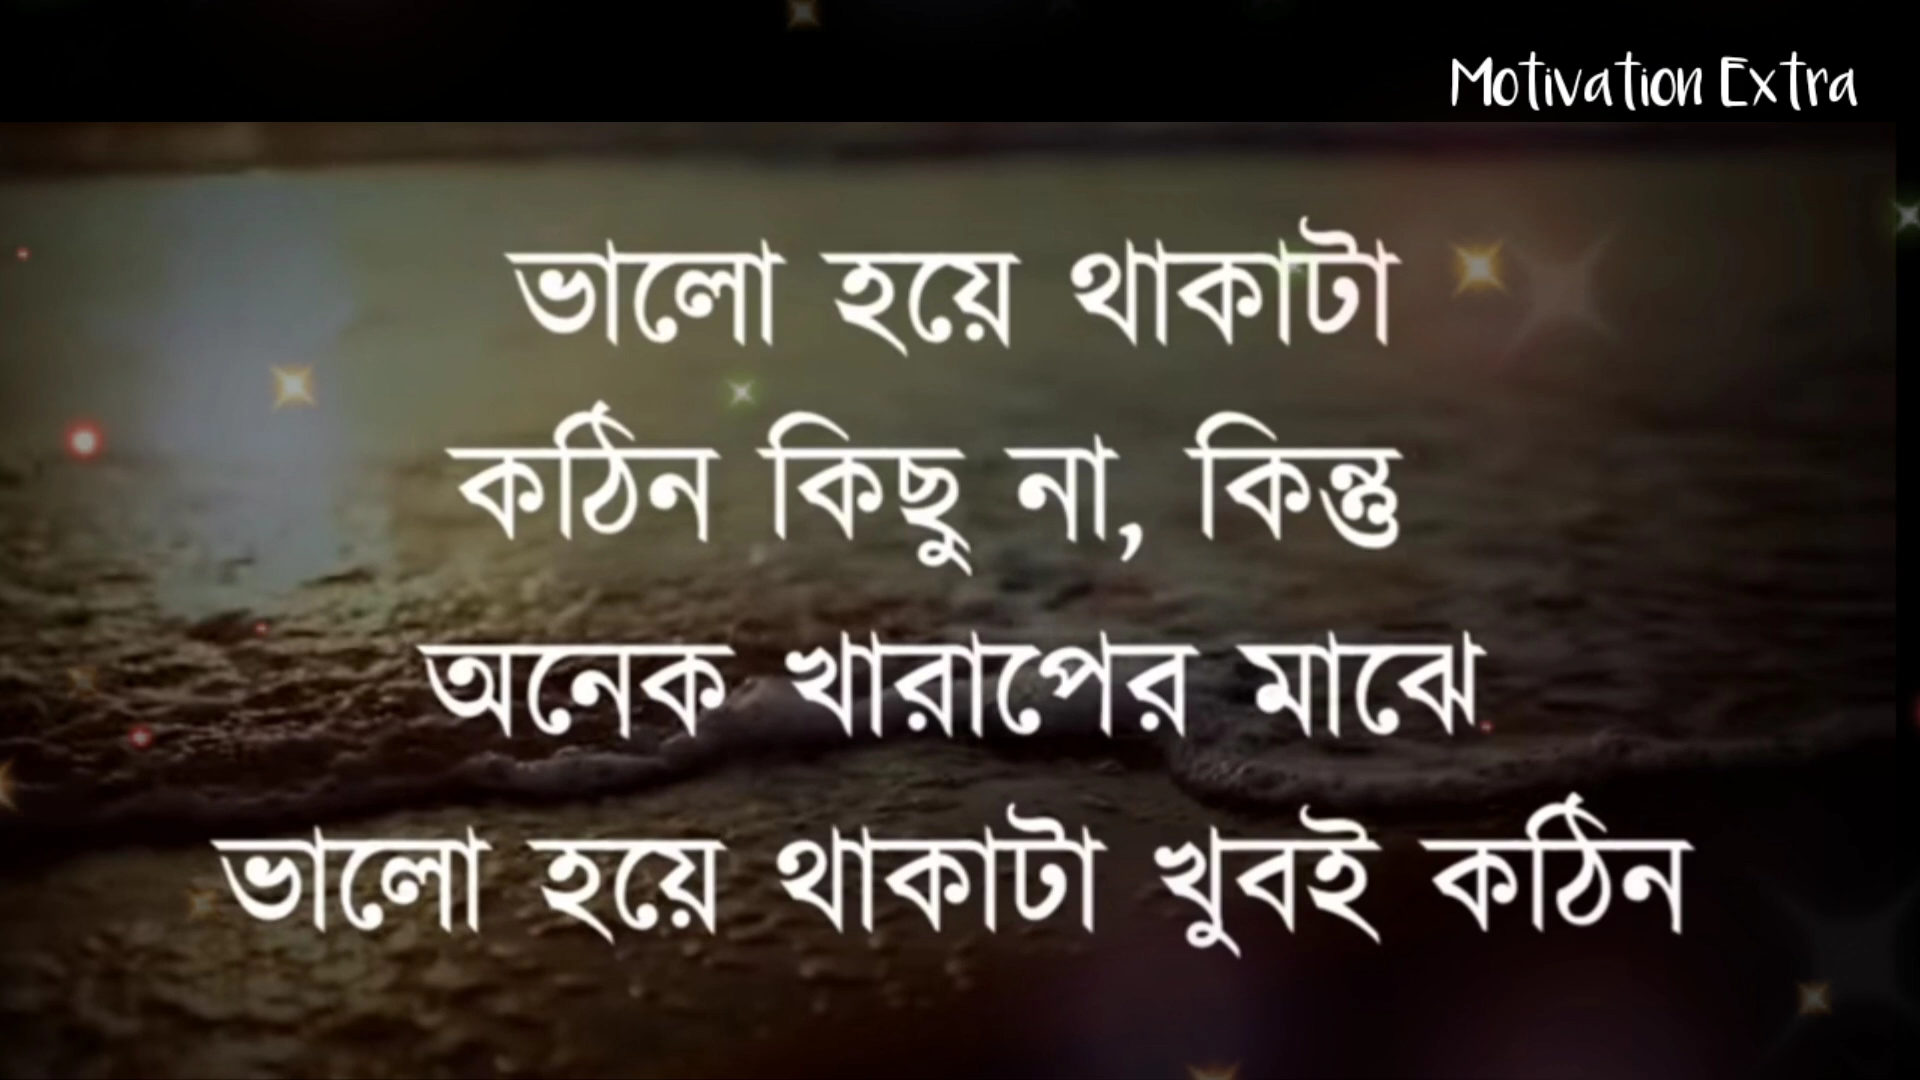 Motivation Extra
ভালো হয়ে থাকাটা
কঠিন কিছু না, কিন্তু
অনেক খারাপের মাঝে
ভালো হয়ে থাকাটা খুবই কঠিন